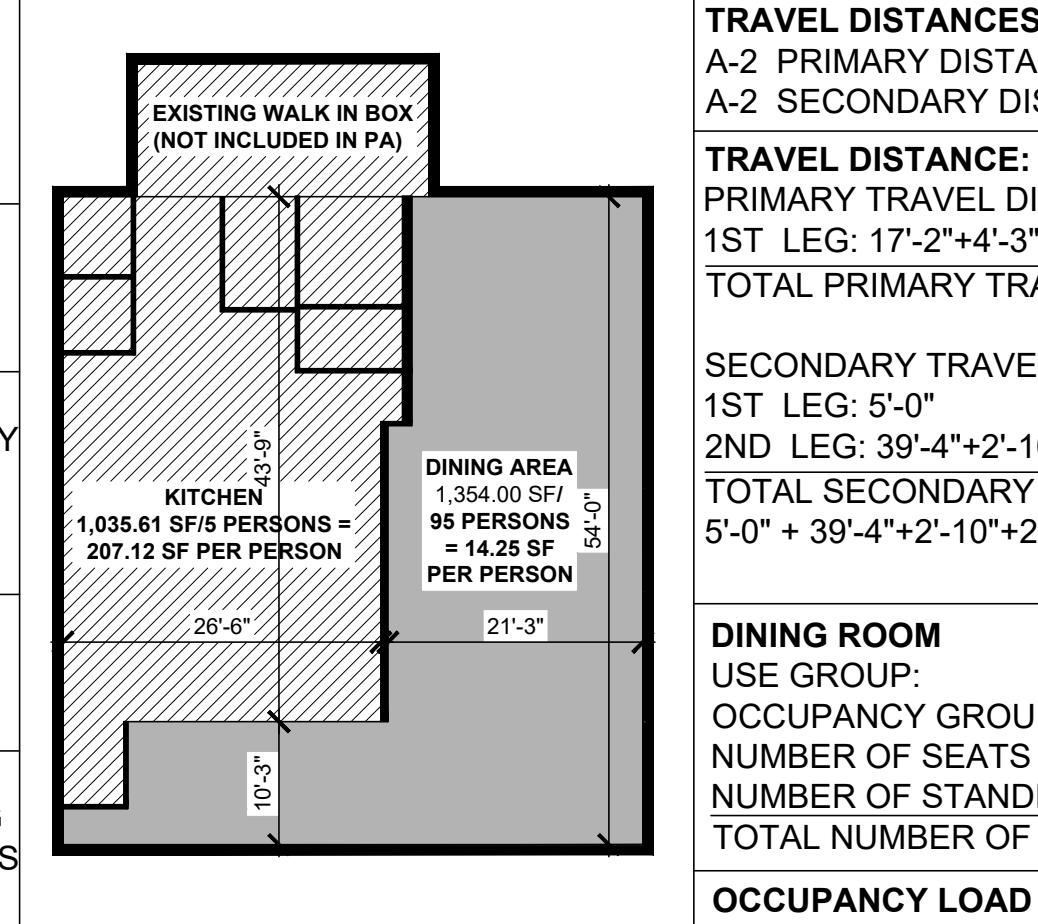 EXISTING WALK IN BOX
(NOT INCLUDED IN PA)
43'-9"
KITCHEN
1,035.61 SF/5 PERSONS =
207.12 SF PER PERSON
DINING AREA
1,354.00 SF/
95 PERSONS
= 14.25 SF
PER PERSON
54'-0"
26'-6"
21'-3"
10'-3"
Y
S
TRAVEL DISTANCES
A-2 PRIMARY DISTA
A-2 SECONDARY DIS
TRAVEL DISTANCE:
PRIMARY TRAVEL DI
1ST LEG: 17'-2"+4'-3"
TOTAL PRIMARY TRA
SECONDARY TRAVE
1ST LEG: 5'-0"
2ND LEG: 39'-4"+2'-10
TOTAL SECONDARY
5'-0" + 39'-4"+2'-10"+2
DINING ROOM
USE GROUP:
OCCUPANCY GROU
NUMBER OF SEATS
NUMBER OF STANDI
TOTAL NUMBER OF
OCCUPANCY LOAD